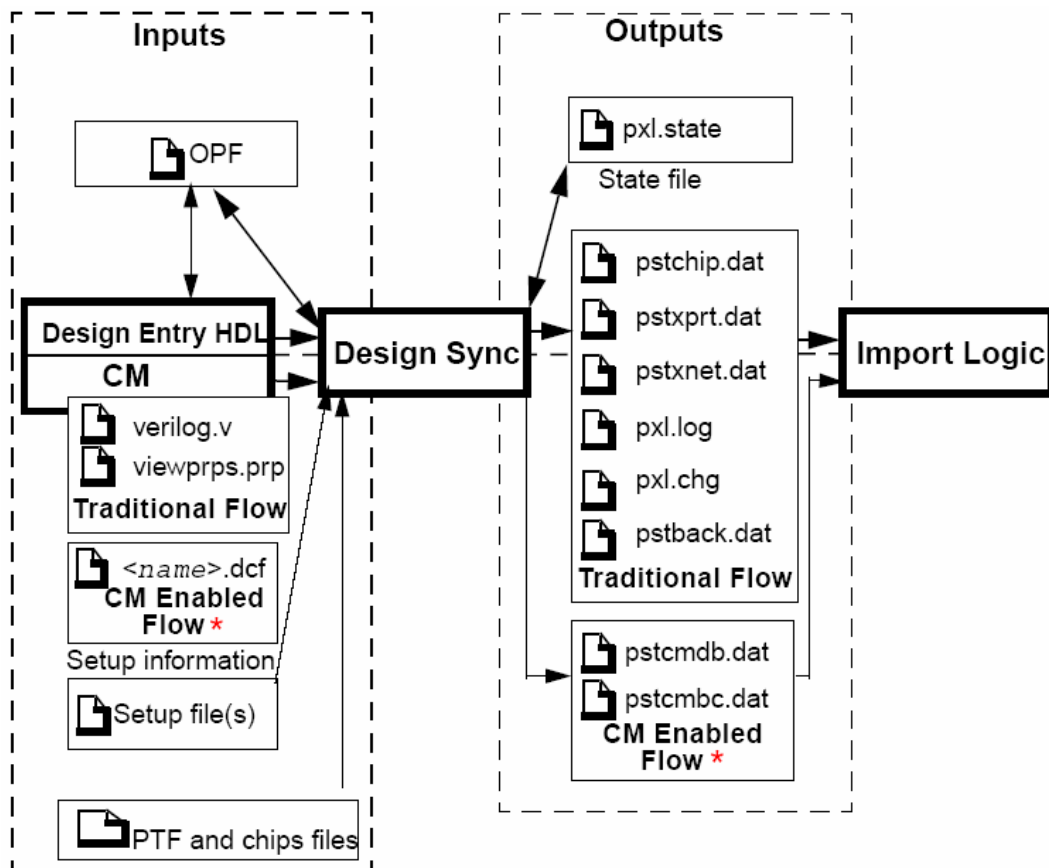 Inputs
OPF
Design Entry HDL
CM
verilog.v
viewprps.prp
Traditional Flow
<name>.dcf
CM Enabled
Flow *
Setup information
Setup file(s)
PTF and chips files
Design Sync
Outputs
pxl.state
State file
pstchip.dat
pstxprt.dat
pstxnet.dat
pxl.log
pxl.chg
pstback.dat
Traditional Flow
pstcmdb.dat
pstcmbc.dat
CM Enabled
Flow *
Import Logic